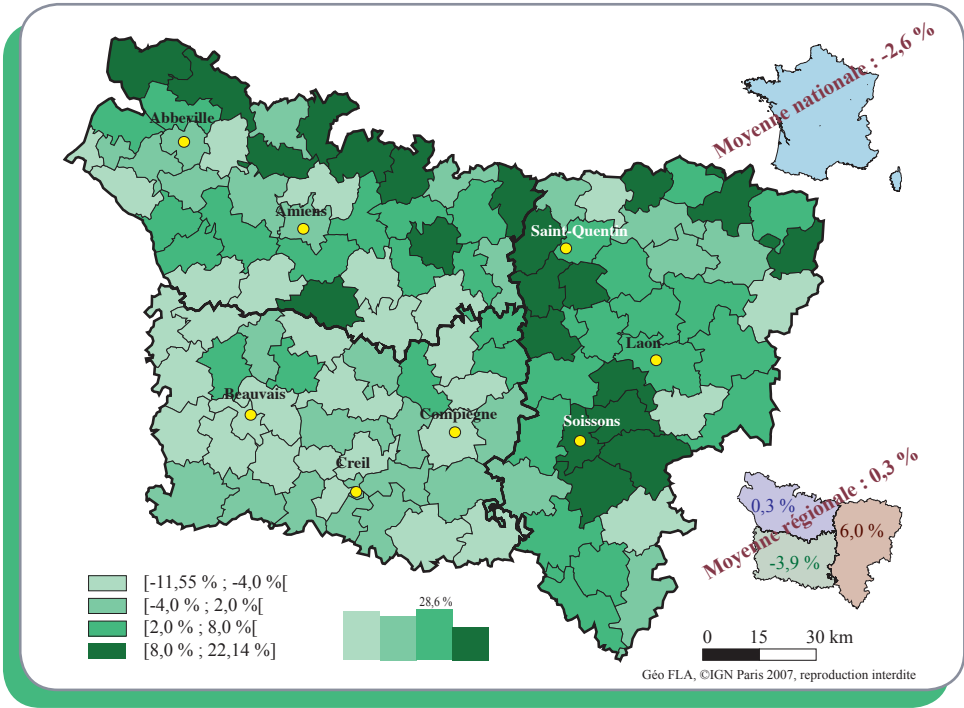 Moyenne nationale : -2,6 %
Abbeville
Amiens
Saint-Quentin
Laon
Beauvais
Compiègne
Soissons
Creil
Moyenne régionale : 0,3 %
0,3 %
6,0 %
-3,9 %
[-11,55 % ; -4,0 %[
[-4,0 % ; 2,0 %[
[2,0 % ; 8,0 %[
[8,0 % ; 22,14 %]
28,6 %
0 15 30 km
Géo FLA, ©IGN Paris 2007, reproduction interdite